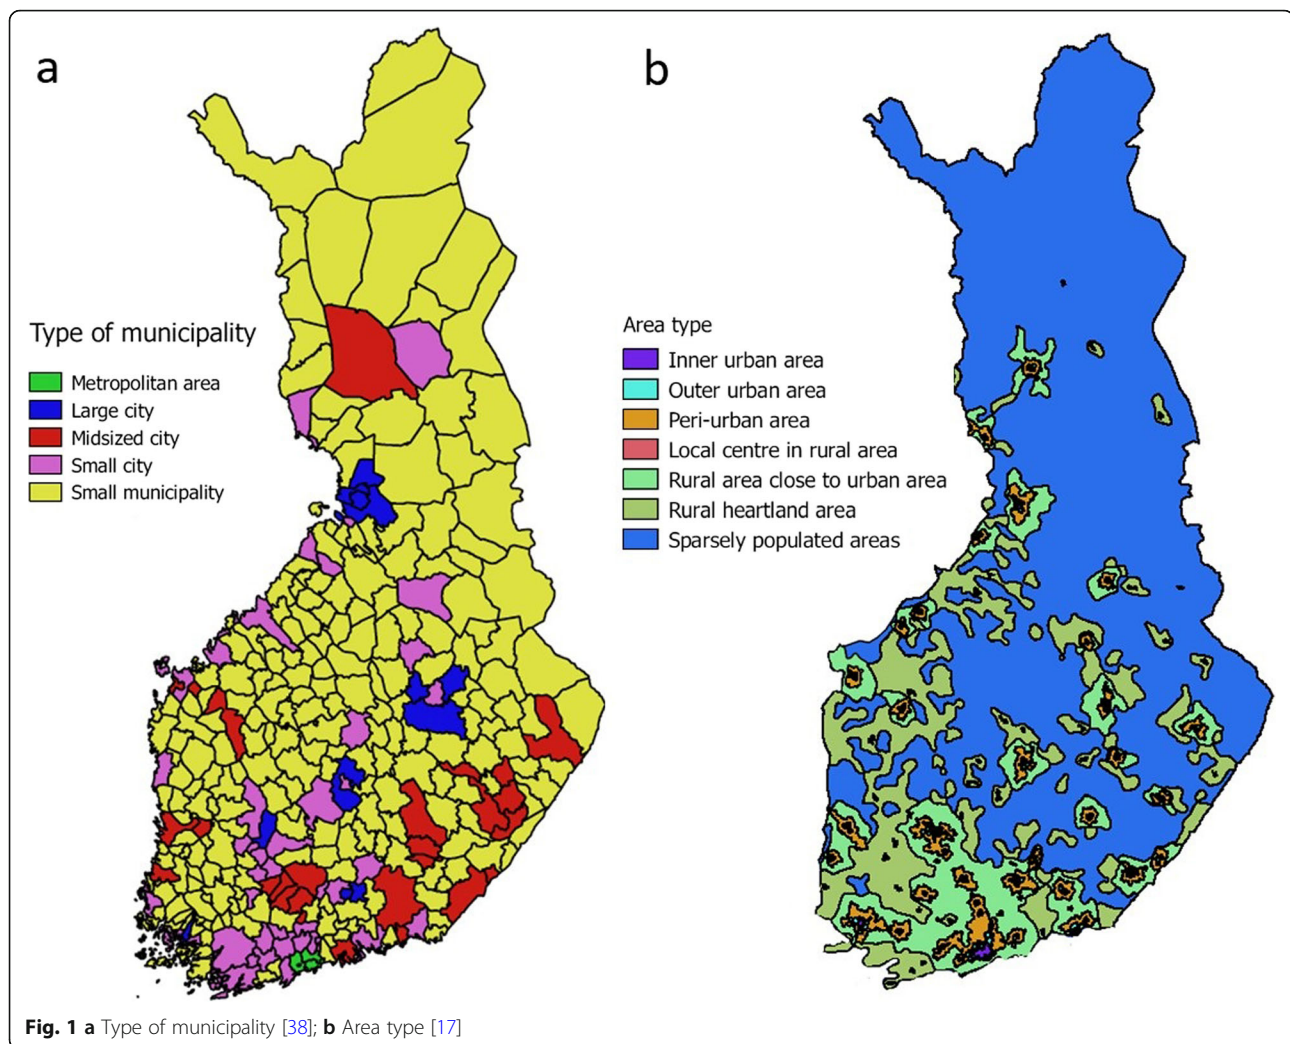 a
b
Type of municipality
Metropolitan area
Large city
Midsized city
Small city
Small municipality
Area type
Inner urban area
Outer urban area
Peri-urban area
Local centre in rural area
Rural area close to urban area
Rural heartland area
Sparsely populated areas
Fig. 1 a Type of municipality [38]; b Area type [17]